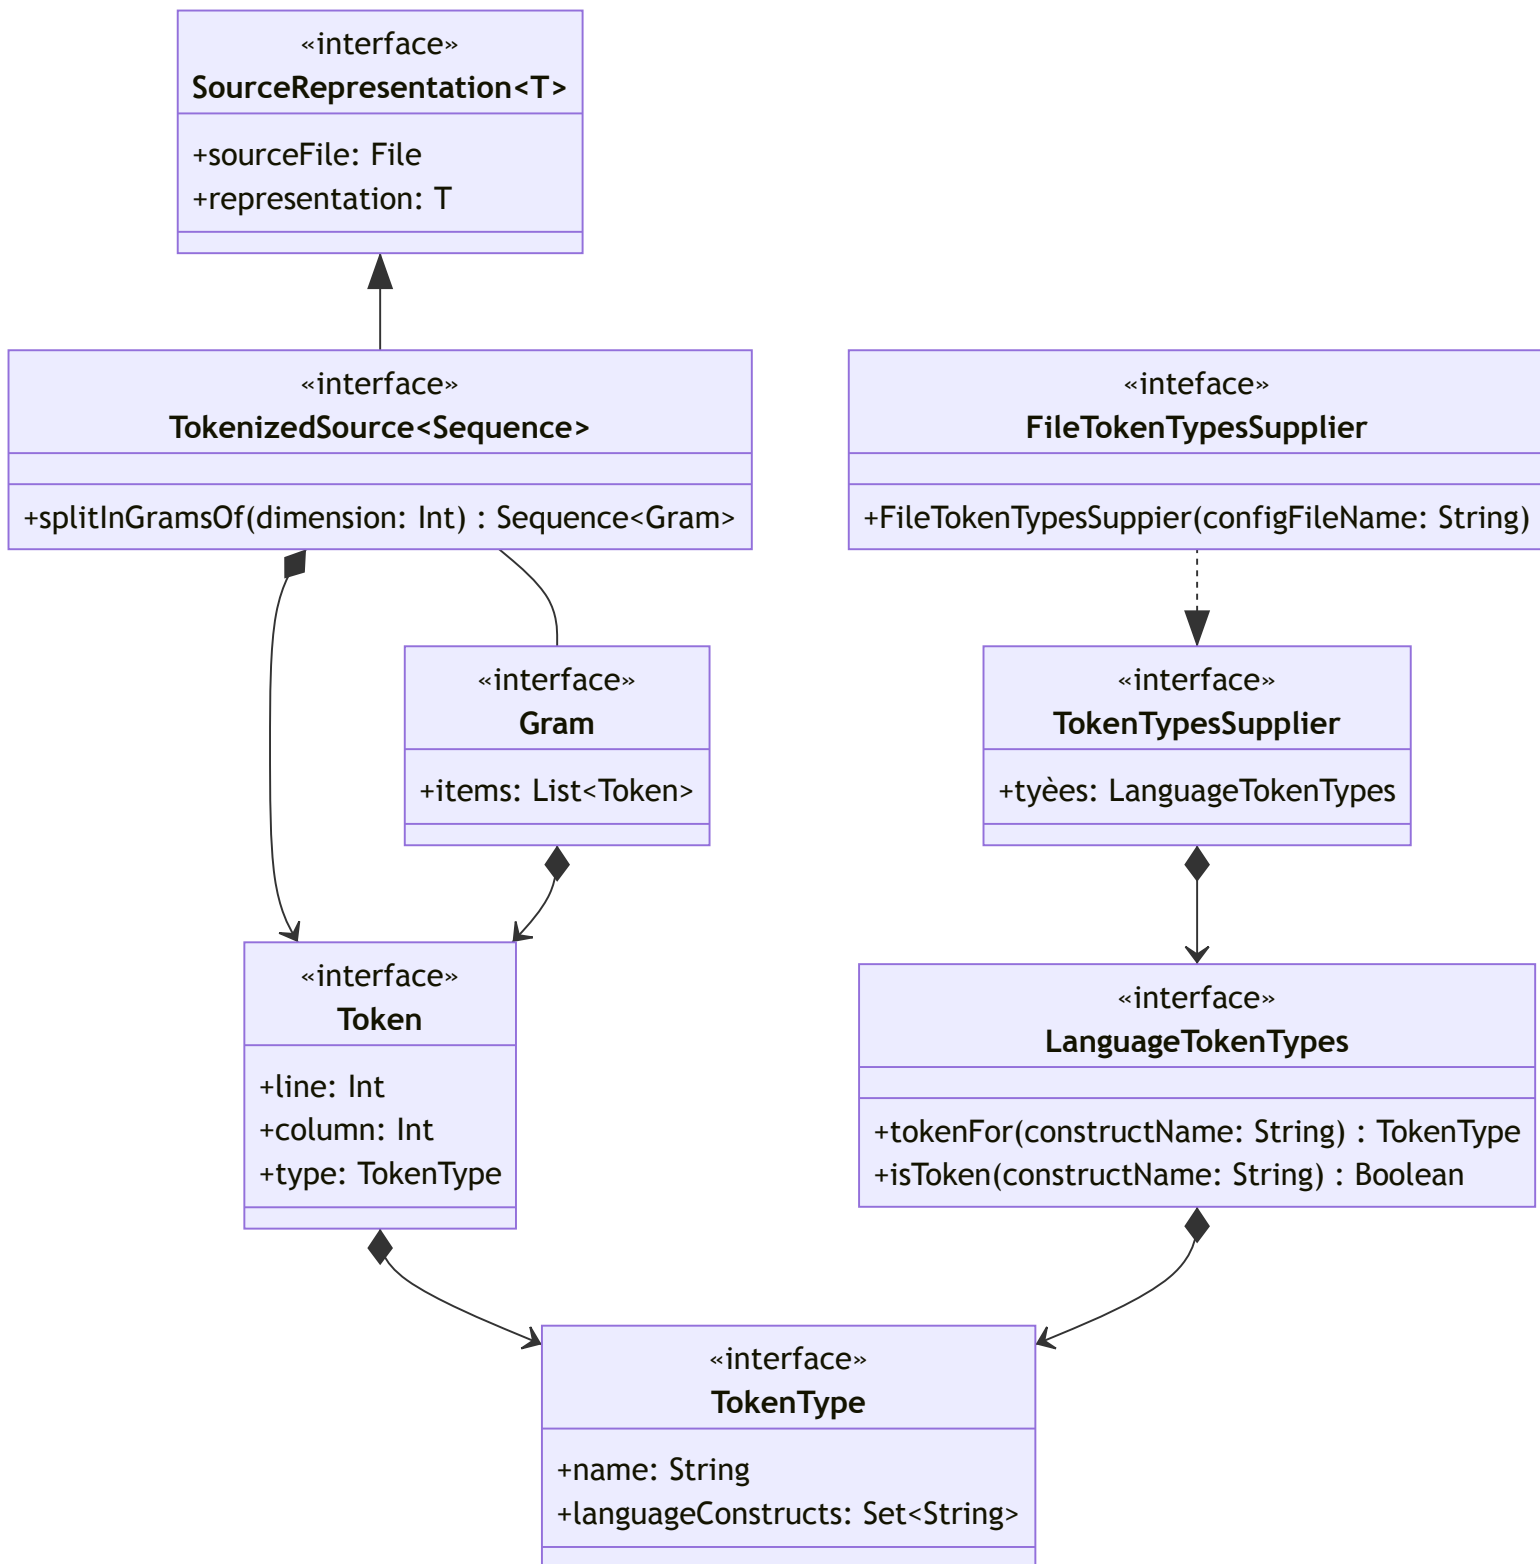 «interface»
SourceRepresentation<T>
+sourceFile: File
+representation: T
«interface»
TokenizedSource<Sequence>
+splitInGramsOf(dimension: Int) : Sequence<Gram>
«inteface»
FileTokenTypesSupplier
+FileTokenTypesSuppier(configFileName: String)
«interface»
Gram
+items: List<Token>
«interface»
TokenTypesSupplier
+tyèes: LanguageTokenTypes
«interface»
Token
+line: Int
+column: Int
+type: TokenType
«interface»
LanguageTokenTypes
+tokenFor(constructName: String) : TokenType
+isToken(constructName: String) : Boolean
«interface»
TokenType
+name: String
+languageConstructs: Set<String>